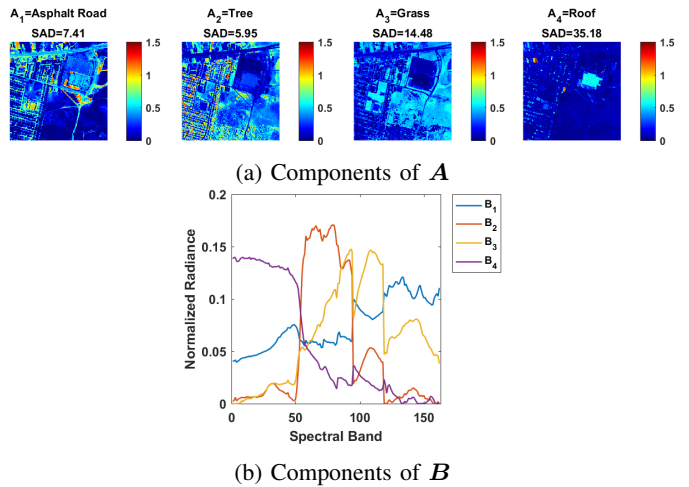 A1=Asphalt Road
SAD=7.41
A2=Tree
SAD=5.95
A3=Grass
SAD=14.48
A4=Roof
SAD=35.18
1.5
1
0.5
0
1.5
1
0.5
0
1.5
1
0.5
0
1.5
1
0.5
0
(a) Components of A
0.2
0.15
0.1
0.05
0
Normalized Radiance
0
50
100
150
Spectral Band
B1
B2
B3
B4
(b) Components of B